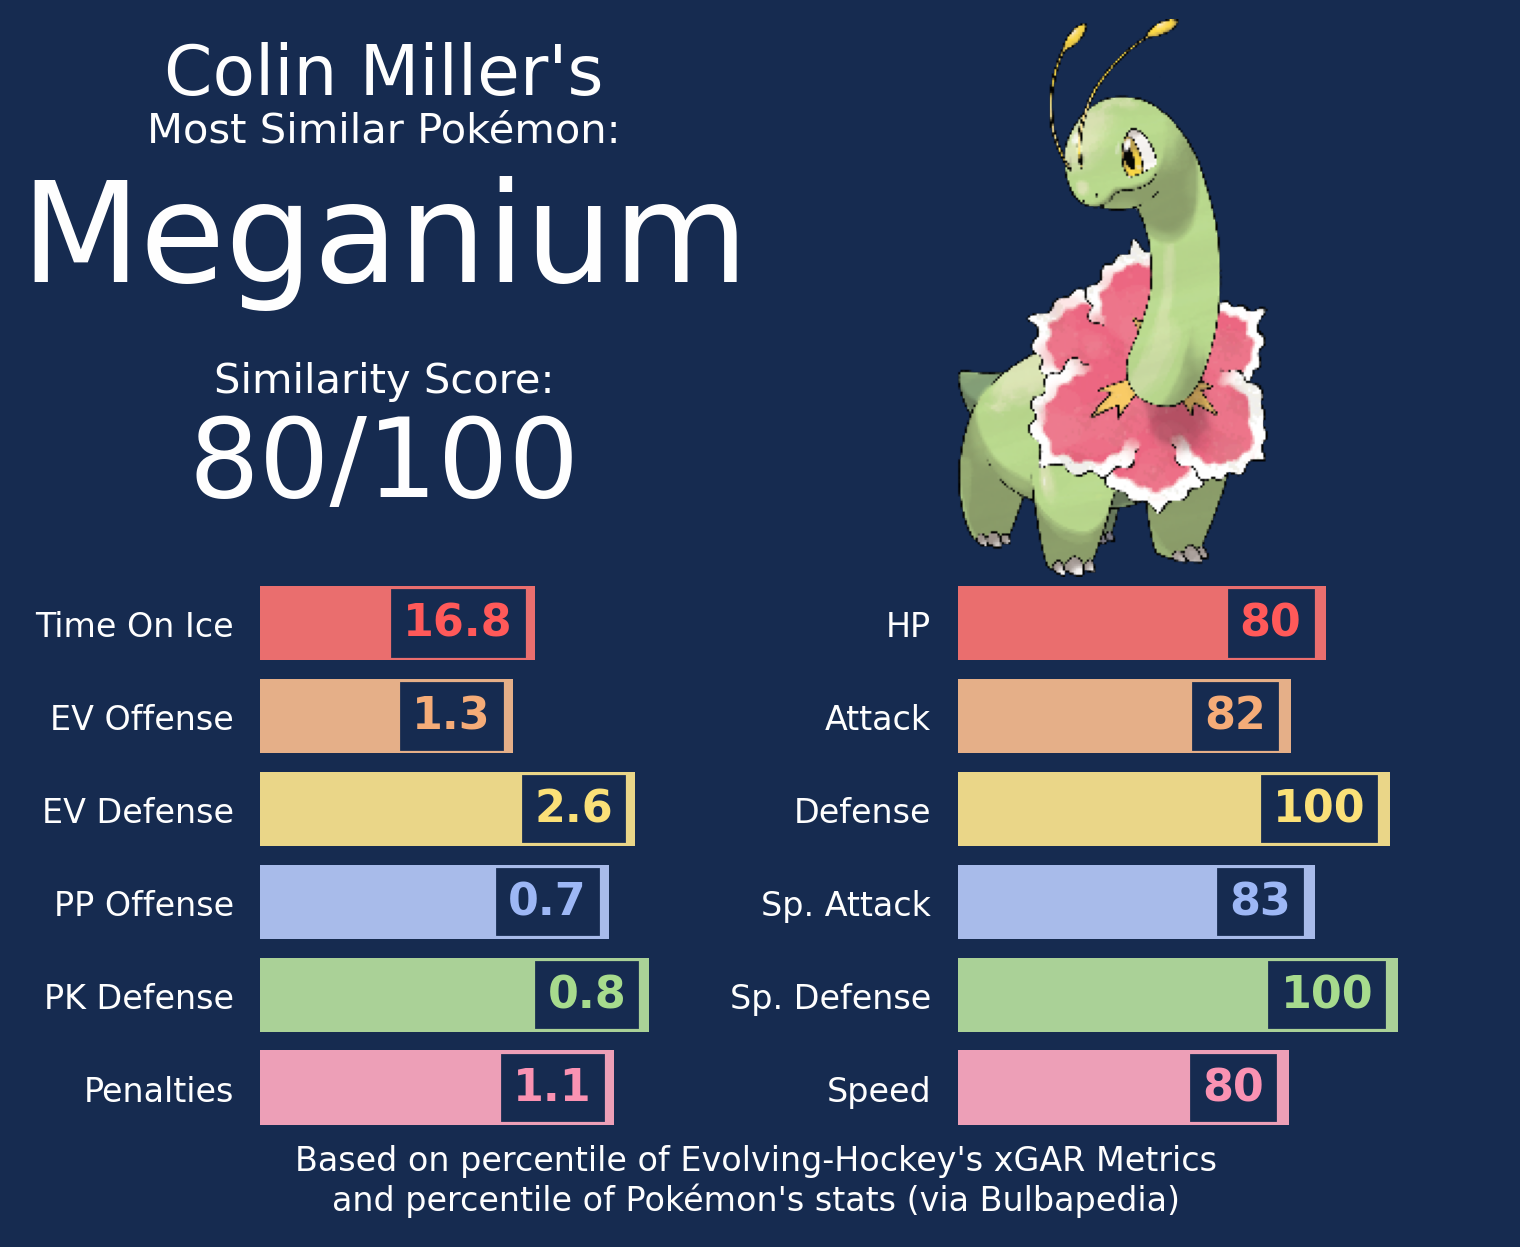 Colin Miller's
Most Similar Pokémon:
Meganium
Similarity Score:
80/100
Time On Ice 16.8
EV Offense 1.3
EV Defense 2.6
PP Offense 0.7
PK Defense 0.8
Penalties 1.1
HP 80
Attack 82
Defense 100
Sp. Attack 83
Sp. Defense 100
Speed 80
Based on percentile of Evolving-Hockey's xGAR Metrics
and percentile of Pokémon's stats (via Bulbapedia)